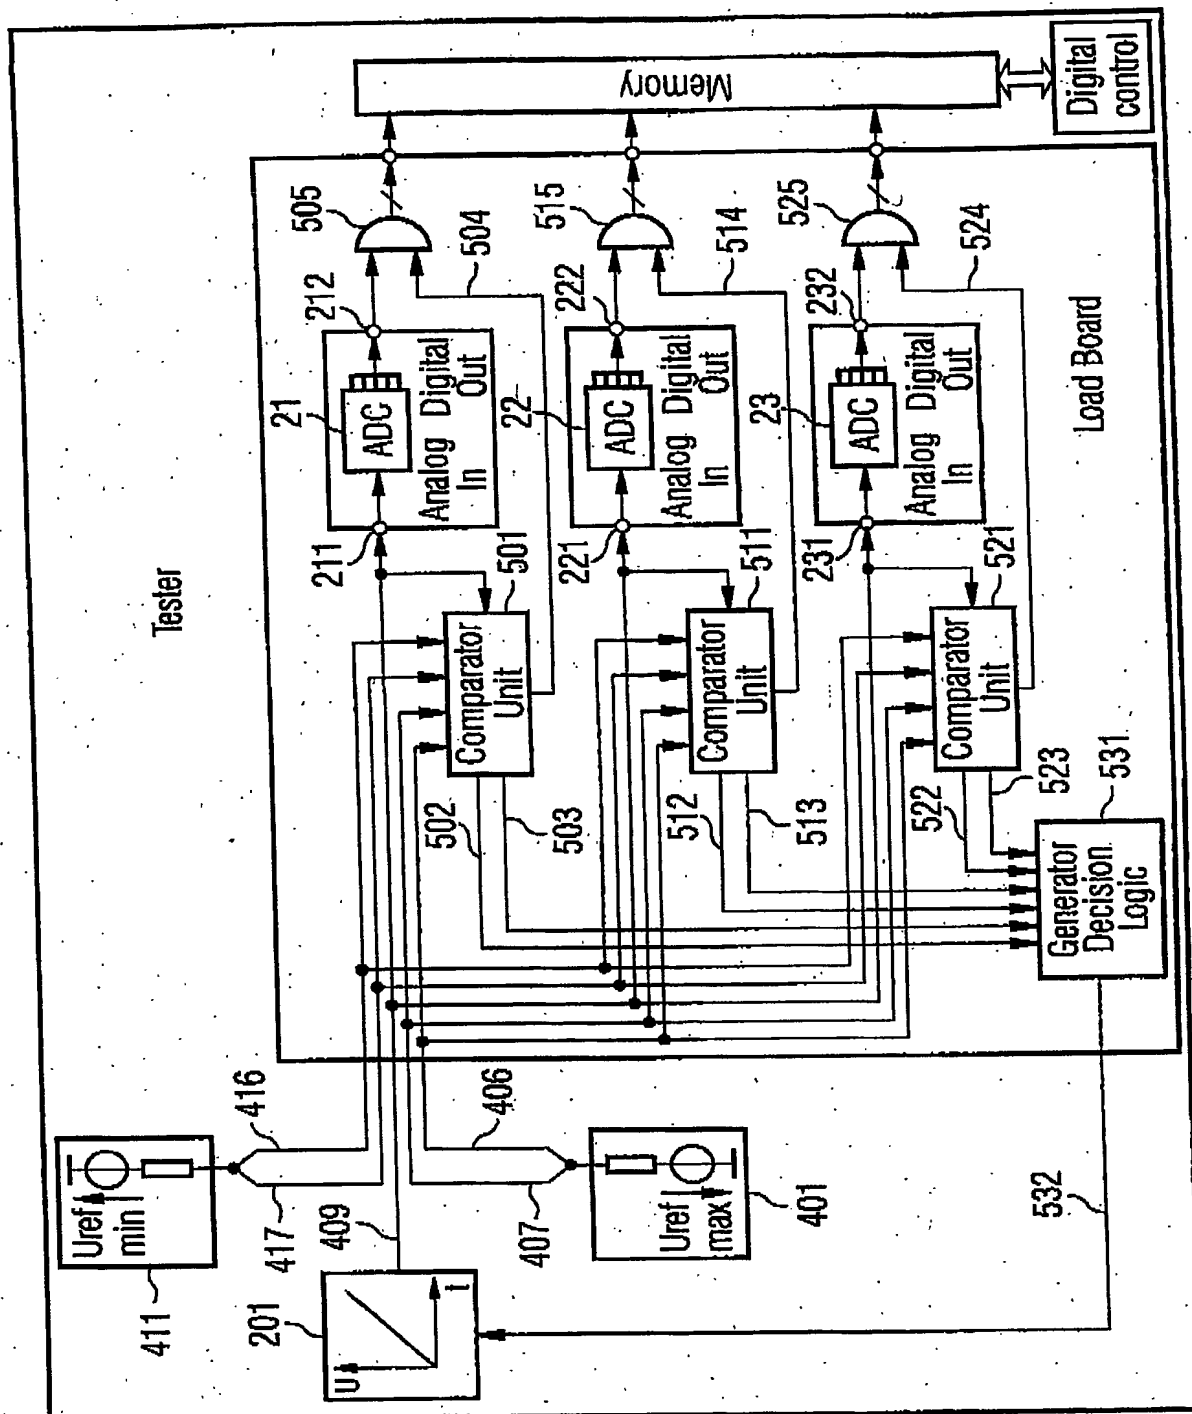 Tester
Memory
Digital
control
505
504
515
514
525
524
212
222
232
21
ADC
Analog Digital
In Out
22
ADC
Analog Digital
In Out
23
ADC
Analog Digital
In Out
Load Board
211
501
221
511
231
521
Comparator
Unit
Comparator
Unit
Comparator
Unit
502
503
512
513
522
523
531
Generator
Decision
Logic
416
417
409
406
407
532
Uref
min
411
Uref
max
401
201
U
t